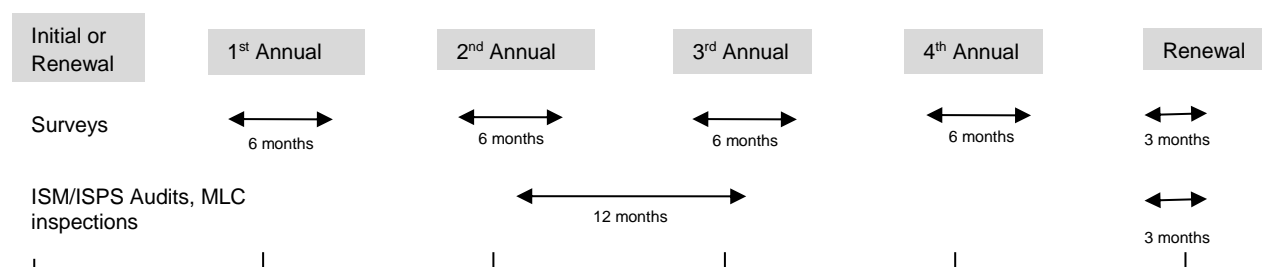 Initial or
Renewal
1st Annual
2nd Annual
3rd Annual
4th Annual
Renewal
Surveys
6 months
6 months
6 months
6 months
3 months
ISM/ISPS Audits, MLC
inspections
12 months
3 months